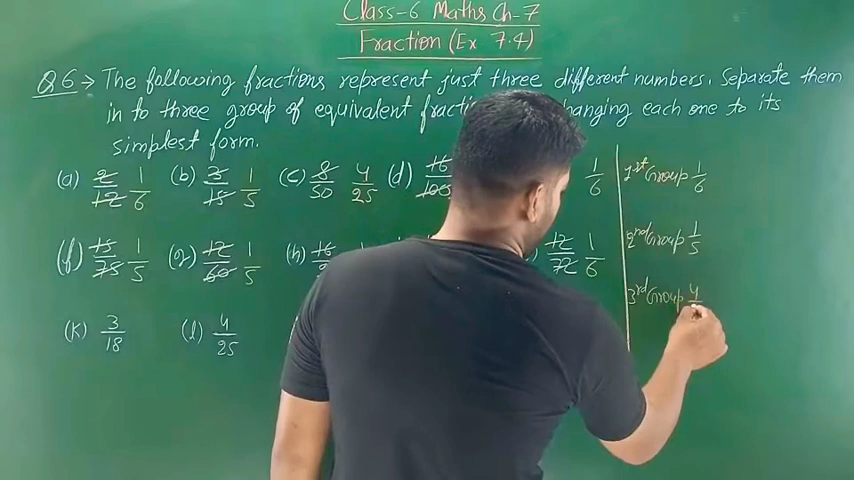 Class-6 Maths Ch-7
Fraction (Ex 7.4)
Q6 → The following fractions represent just three different numbers. Separate them
in to three group of equivalent changing each one to its
simplest form.
(a) 2/12 1/6 (b) 3/15 1/5 (c) 8/50 4/25 (d) 16/100 1/6
1st Group 1/6
(f) 15/75 1/5 (g) 12/60 1/5 (h) 16 12/72 1/6
2nd Group 1/5
3rd Group 4
(k) 3/18 (l) 4/25